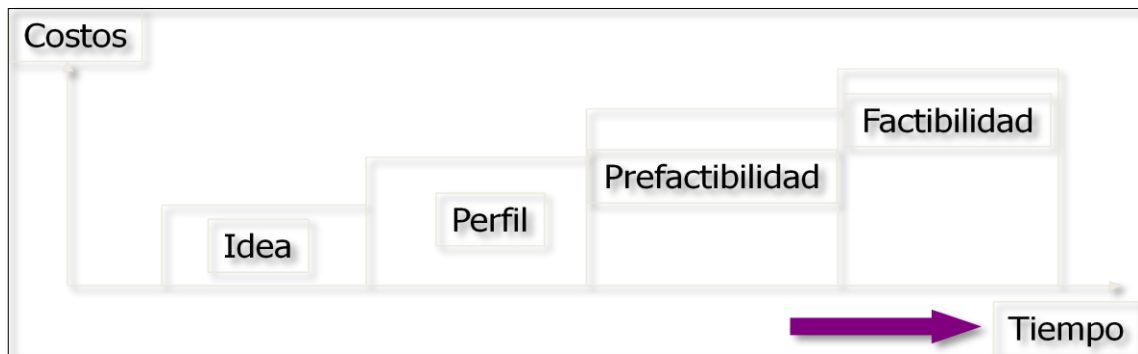 Costos
Factibilidad
Prefactibilidad
Perfil
Idea
Tiempo